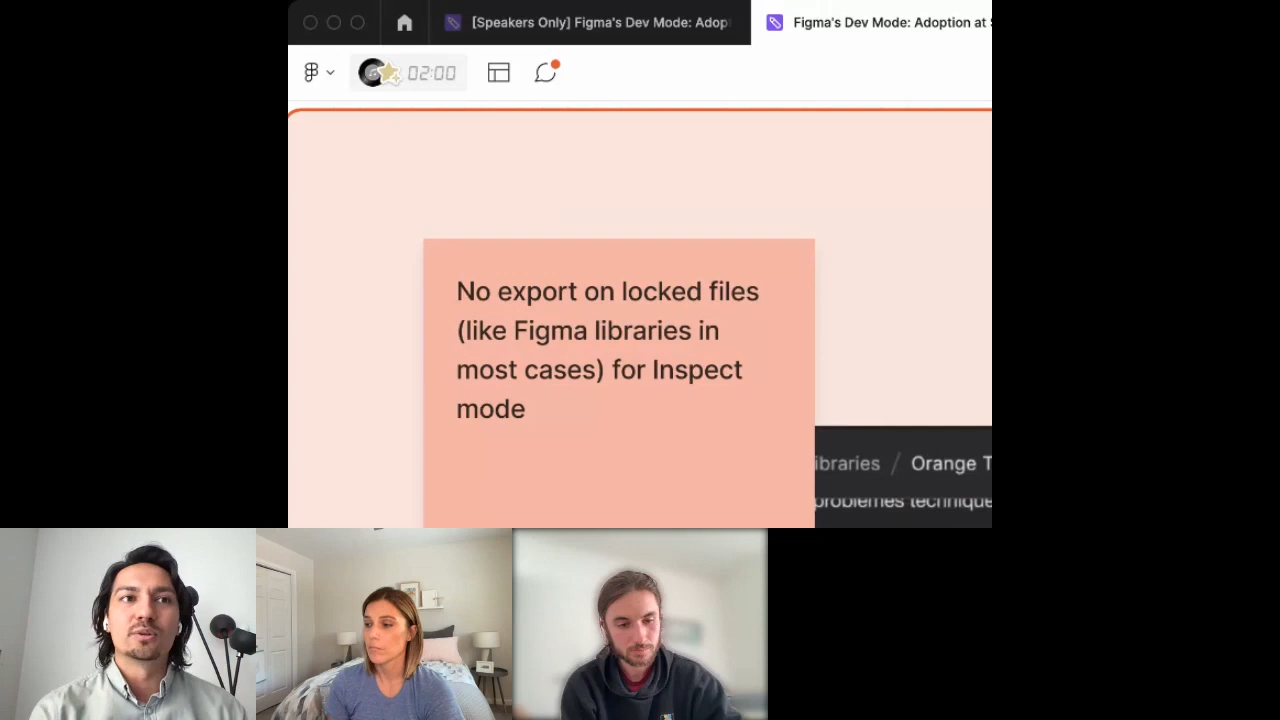 [Speakers Only] Figma's Dev Mode: Adop
Figma's Dev Mode: Adoption at S
02:00
No export on locked files
(like Figma libraries in
most cases) for Inspect
mode
ibraries / Orange T
problèmes technique